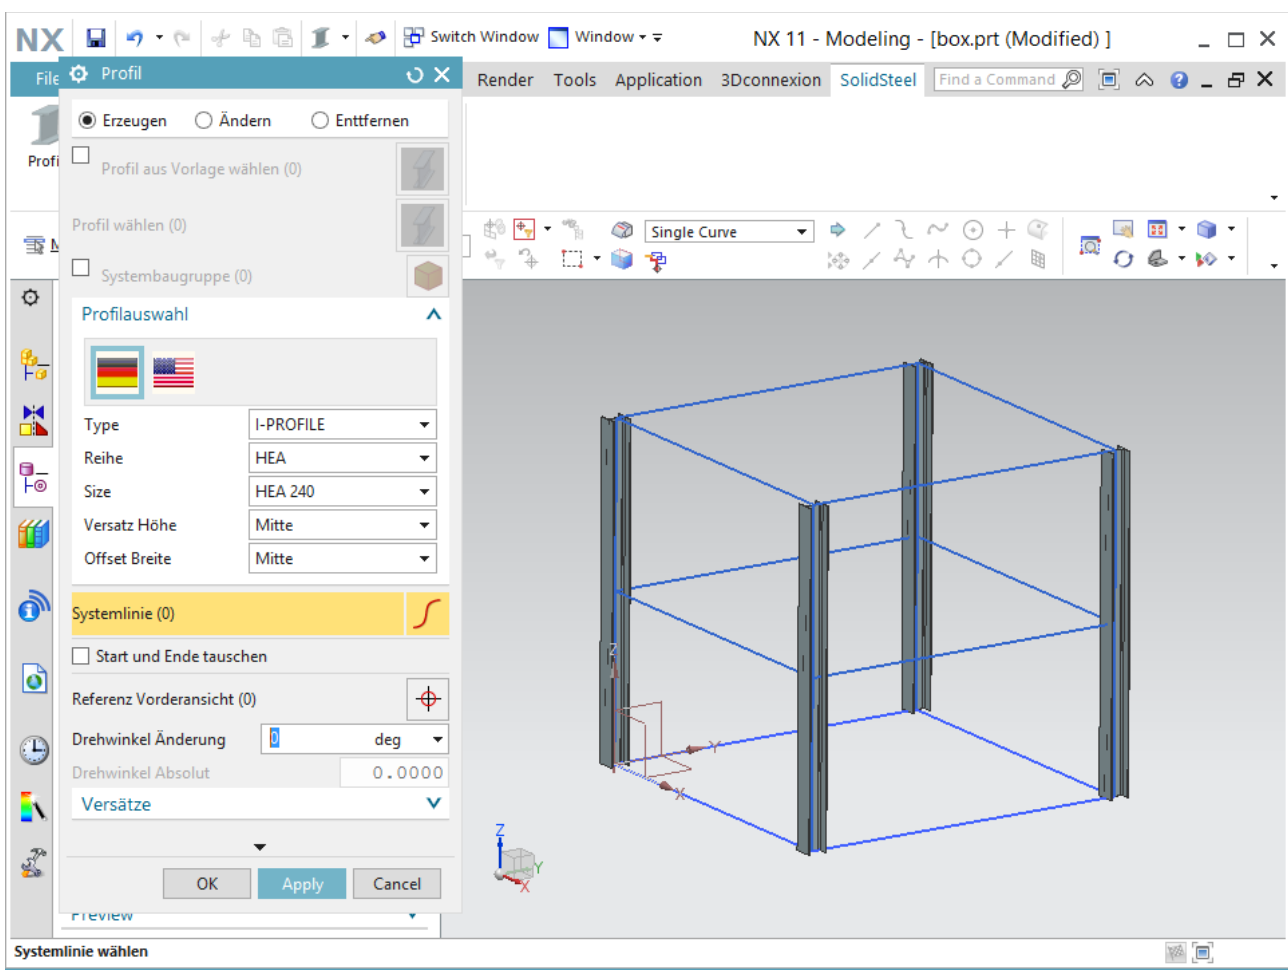 NX Switch Window Window NX 11 - Modeling - [box.prt (Modified) ]
File Profil Render Tools Application 3Dconnexion SolidSteel Find a Command
Erzeugen Ändern Enttfernen
Profil aus Vorlage wählen (0)
Profil wählen (0)
Single Curve
Systembaugruppe (0)
Profilauswahl
Type I-PROFILE
Reihe HEA
Size HEA 240
Versatz Höhe Mitte
Offset Breite Mitte
Systemlinie (0)
Start und Ende tauschen
Referenz Vorderansicht (0)
Drehwinkel Änderung 0 deg
Drehwinkel Absolut 0.0000
Versätze
OK Apply Cancel
Preview
Z
Y
X
Z
Y
X
Systemlinie wählen